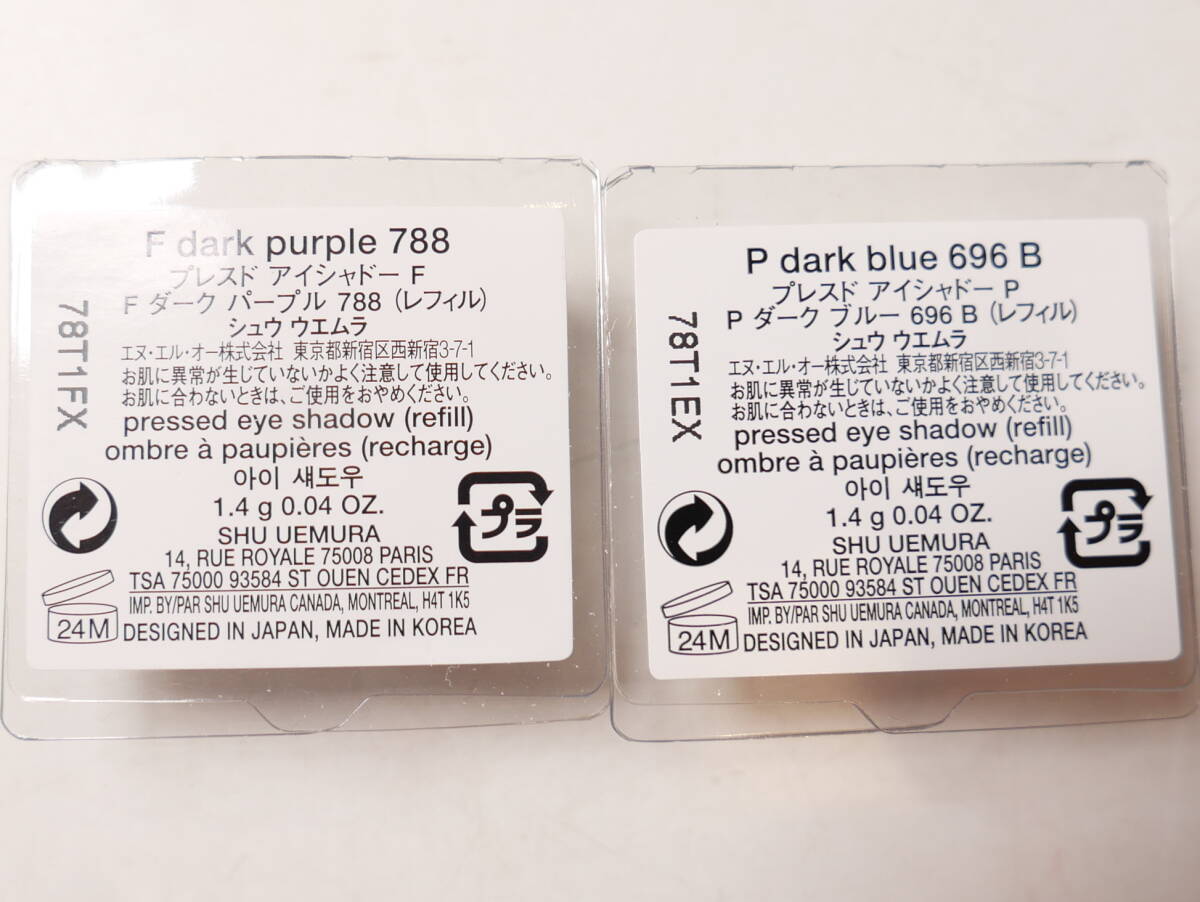 F dark purple 788
プレスド アイシャドー F
F ダーク パープル 788 (レフィル)
シュウ ウエムラ
エヌ・エル・オー株式会社 東京都新宿区西新宿3-7-1
お肌に異常が生じていないかよく注意して使用してください。
お肌に合わないときは、ご使用をおやめください。
pressed eye shadow (refill)
ombre à paupières (recharge)
아이 섀도우
1.4 g 0.04 OZ.
SHU UEMURA
14, RUE ROYALE 75008 PARIS
TSA 75000 93584 ST OUEN CEDEX FR
IMP. BY/PAR SHU UEMURA CANADA, MONTREAL, H4T 1K5
DESIGNED IN JAPAN, MADE IN KOREA
78T1FX
プラ
24M
P dark blue 696 B
プレスド アイシャドー P
P ダーク ブルー 696 B (レフィル)
シュウ ウエムラ
エヌ・エル・オー株式会社 東京都新宿区西新宿3-7-1
お肌に異常が生じていないかよく注意して使用してください。
お肌に合わないときは、ご使用をおやめください。
pressed eye shadow (refill)
ombre à paupières (recharge)
아이 섀도우
1.4 g 0.04 OZ.
SHU UEMURA
14, RUE ROYALE 75008 PARIS
TSA 75000 93584 ST OUEN CEDEX FR
IMP. BY/PAR SHU UEMURA CANADA, MONTREAL, H4T 1K5
DESIGNED IN JAPAN, MADE IN KOREA
78T1EX
プラ
24M